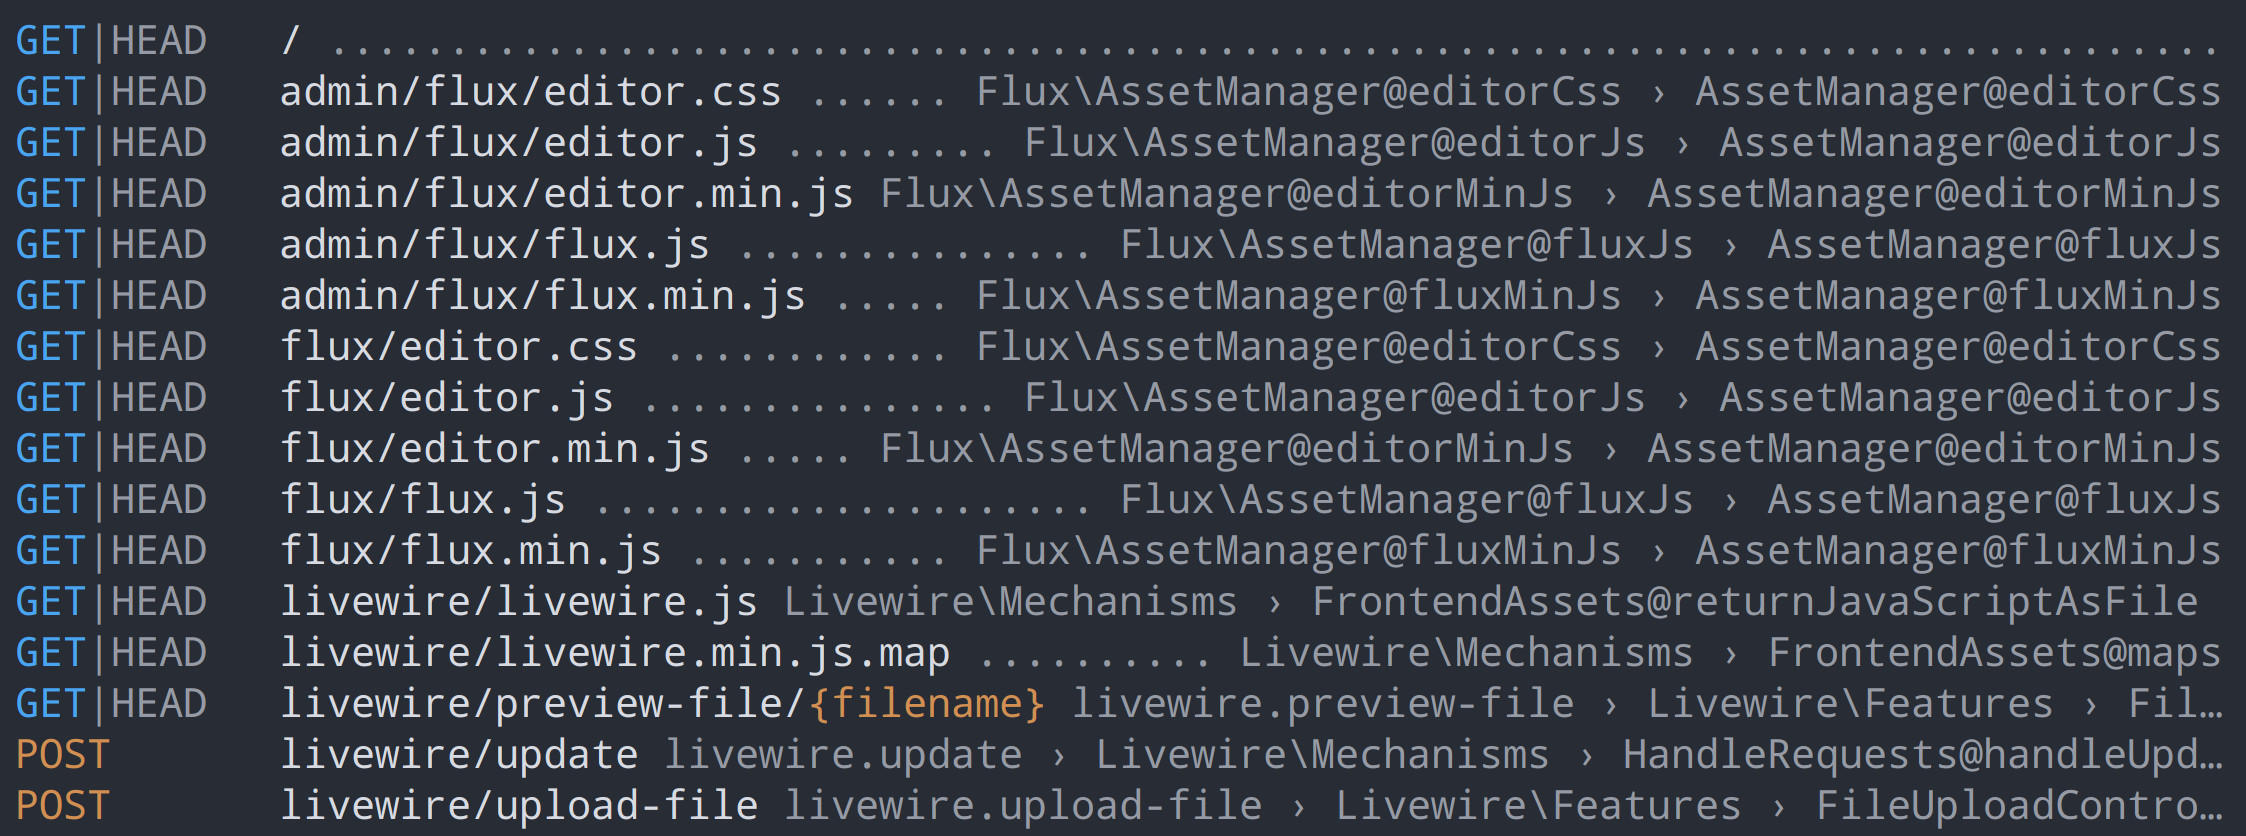 GET|HEAD / ...............................................................................
GET|HEAD admin/flux/editor.css ...... Flux\AssetManager@editorCss › AssetManager@editorCss
GET|HEAD admin/flux/editor.js ......... Flux\AssetManager@editorJs › AssetManager@editorJs
GET|HEAD admin/flux/editor.min.js Flux\AssetManager@editorMinJs › AssetManager@editorMinJs
GET|HEAD admin/flux/flux.js ............... Flux\AssetManager@fluxJs › AssetManager@fluxJs
GET|HEAD admin/flux/flux.min.js ..... Flux\AssetManager@fluxMinJs › AssetManager@fluxMinJs
GET|HEAD flux/editor.css ............ Flux\AssetManager@editorCss › AssetManager@editorCss
GET|HEAD flux/editor.js ............... Flux\AssetManager@editorJs › AssetManager@editorJs
GET|HEAD flux/editor.min.js ..... Flux\AssetManager@editorMinJs › AssetManager@editorMinJs
GET|HEAD flux/flux.js ..................... Flux\AssetManager@fluxJs › AssetManager@fluxJs
GET|HEAD flux/flux.min.js ........... Flux\AssetManager@fluxMinJs › AssetManager@fluxMinJs
GET|HEAD livewire/livewire.js Livewire\Mechanisms › FrontendAssets@returnJavaScriptAsFile
GET|HEAD livewire/livewire.min.js.map .......... Livewire\Mechanisms › FrontendAssets@maps
GET|HEAD livewire/preview-file/{filename} livewire.preview-file › Livewire\Features › Fil…
POST livewire/update livewire.update › Livewire\Mechanisms › HandleRequests@handleUpd…
POST livewire/upload-file livewire.upload-file › Livewire\Features › FileUploadContro…